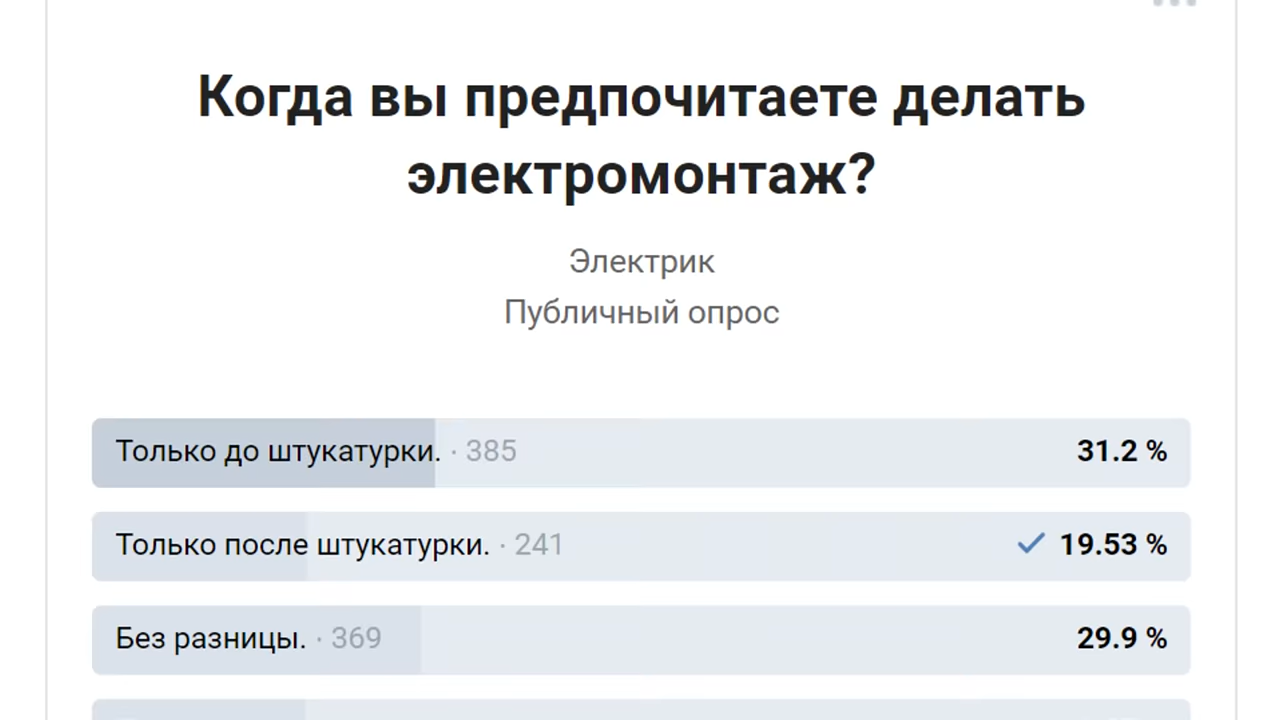 Когда вы предпочитаете делать
электромонтаж?
Электрик
Публичный опрос
Только до штукатурки. · 385 31.2 %
Только после штукатурки. · 241 19.53 %
Без разницы. · 369 29.9 %